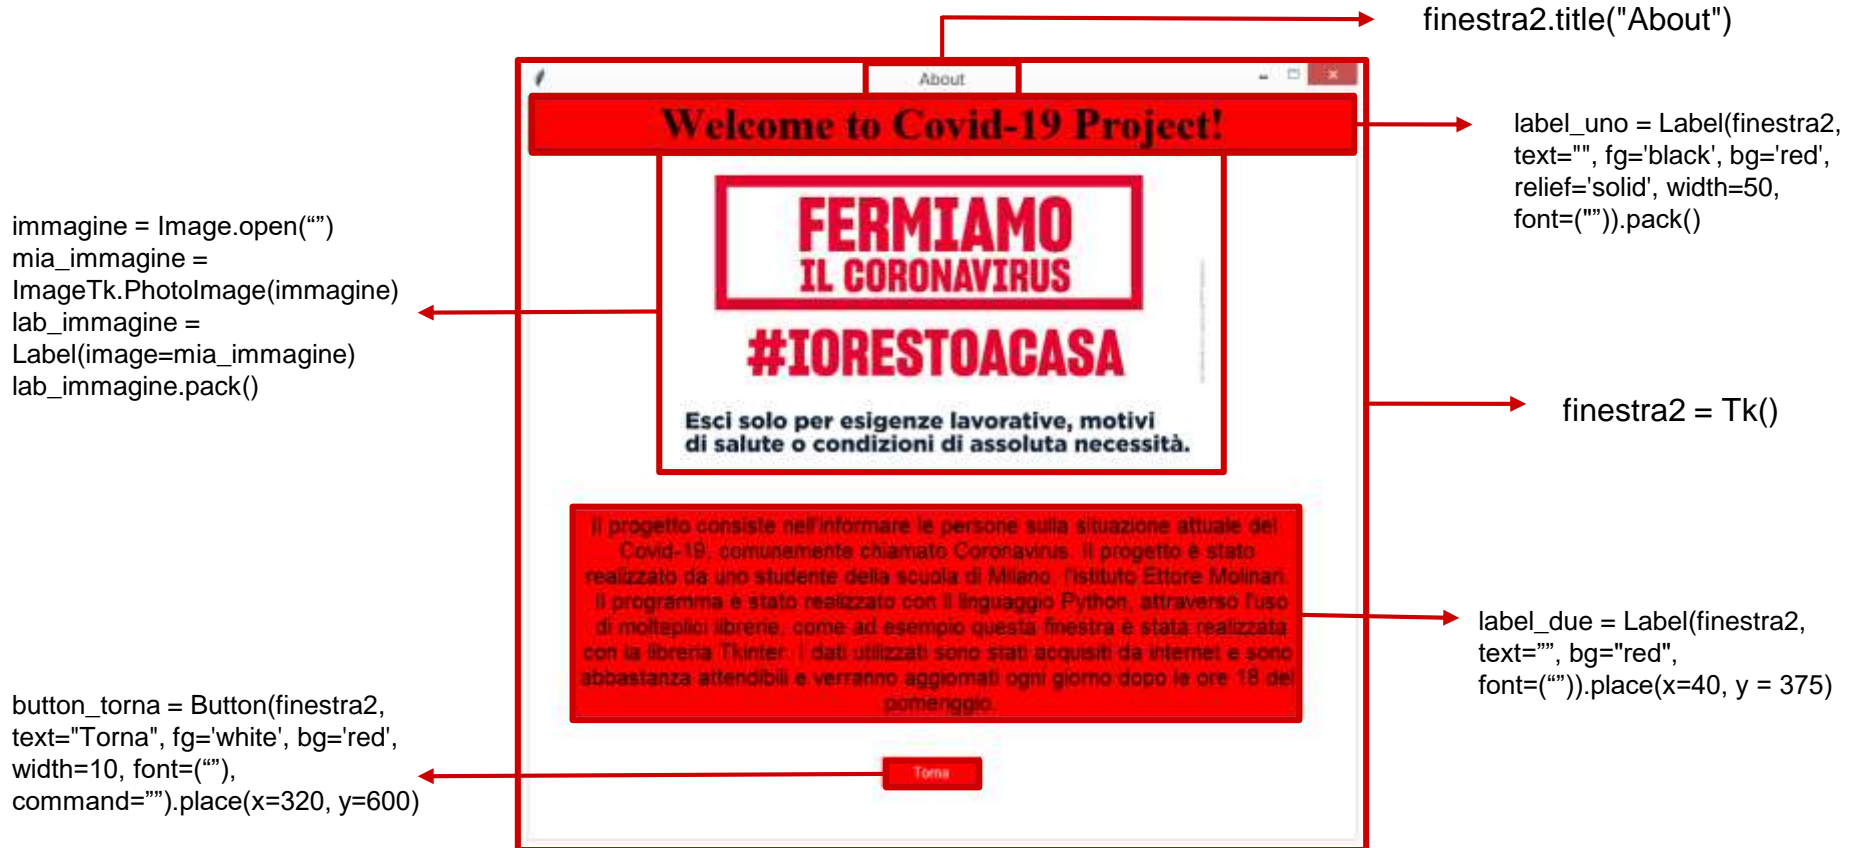 finestra2.title("About")
About
Welcome to Covid-19 Project!
label_uno = Label(finestra2,
text="", fg='black', bg='red',
relief='solid', width=50,
font=("")).pack()
immagine = Image.open(“”)
mia_immagine =
ImageTk.PhotoImage(immagine)
lab_immagine =
Label(image=mia_immagine)
lab_immagine.pack()
FERMIAMO
IL CORONAVIRUS
#IORESTOACASA
Esci solo per esigenze lavorative, motivi
di salute o condizioni di assoluta necessità.
finestra2 = Tk()
Il progetto consiste nell'informare le persone sulla situazione attuale del
Covid-19, comunemente chiamato Coronavirus. Il progetto è stato
realizzato da uno studente della scuola di Milano, l'istituto Ettore Molinari.
Il programma è stato realizzato con il linguaggio Python, attraverso l'uso
di molteplici librerie, come ad esempio questa finestra è stata realizzata
con la libreria Tkinter. I dati utilizzati sono stati acquisiti da internet e sono
abbastanza attendibili e verranno aggiornati ogni giorno dopo le ore 18 del
pomeriggio.
label_due = Label(finestra2,
text="", bg="red",
font=(“”)).place(x=40, y = 375)
button_torna = Button(finestra2,
text="Torna", fg='white', bg='red',
width=10, font=(“”),
command=””).place(x=320, y=600)
Torna